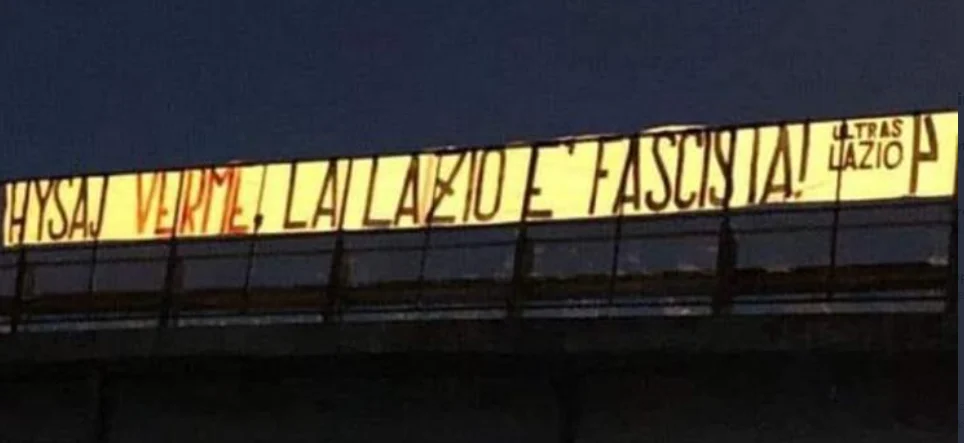 HYSAJ VERME, LA LAZIO E' FASCISTA!
ULTRAS
LAZIO